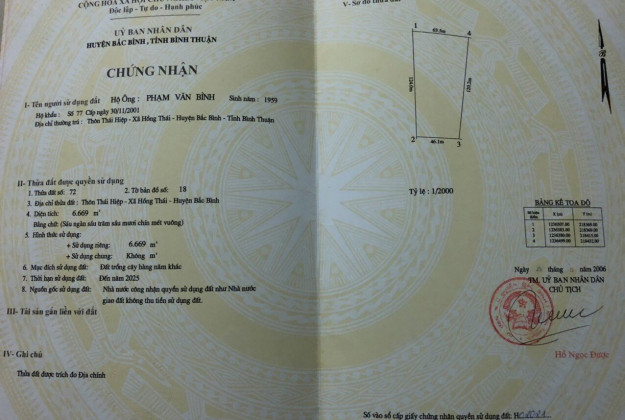 CỘNG HÒA XÃ HỘI CHỦ
Độc lập - Tự do - Hạnh phúc
UỶ BAN NHÂN DÂN
HUYỆN BẮC BÌNH, TỈNH BÌNH THUẬN
CHỨNG NHẬN
I- Tên người sử dụng đất Hộ Ông : PHẠM VĂN BÌNH Sinh năm : 1959
Hộ khẩu : Số 77 Cấp ngày 30/11/2001
Địa chỉ thường trú : Thôn Thái Hiệp - Xã Hồng Thái - Huyện Bắc Bình - Tỉnh Bình Thuận
II- Thửa đất được quyền sử dụng
1. Thửa đất số: 72 2. Tờ bản đồ số: 18
3. Địa chỉ thửa đất : Thôn Thái Hiệp - Xã Hồng Thái - Huyện Bắc Bình
4. Diện tích: 6.669 m²
Bằng chữ: (Sáu ngàn sáu trăm sáu mươi chín mét vuông)
5. Hình thức sử dụng:
+ Sử dụng riêng: 6.669 m²
+ Sử dụng chung: Không m²
6. Mục đích sử dụng đất: Đất trồng cây hàng năm khác
7. Thời hạn sử dụng đất: Đến năm 2025
8. Nguồn gốc sử dụng đất: Nhà nước công nhận quyền sử dụng đất như Nhà nước
giao đất không thu tiền sử dụng đất.
III- Tài sản gắn liền với đất
IV- Ghi chú
Thửa đất được trích đo Địa chính
V- Sơ đồ thửa đất
1
4
2
46.1m
3
Tỷ lệ : 1/2000
BẢNG KÊ TỌA ĐỘ
X (m) Y (m)
1
2
3
4
Ngày tháng năm 2006
TM. UỶ BAN NHÂN DÂN
CHỦ TỊCH
Hồ Ngọc Được
Số vào sổ cấp giấy chứng nhận quyền sử dụng đất: H